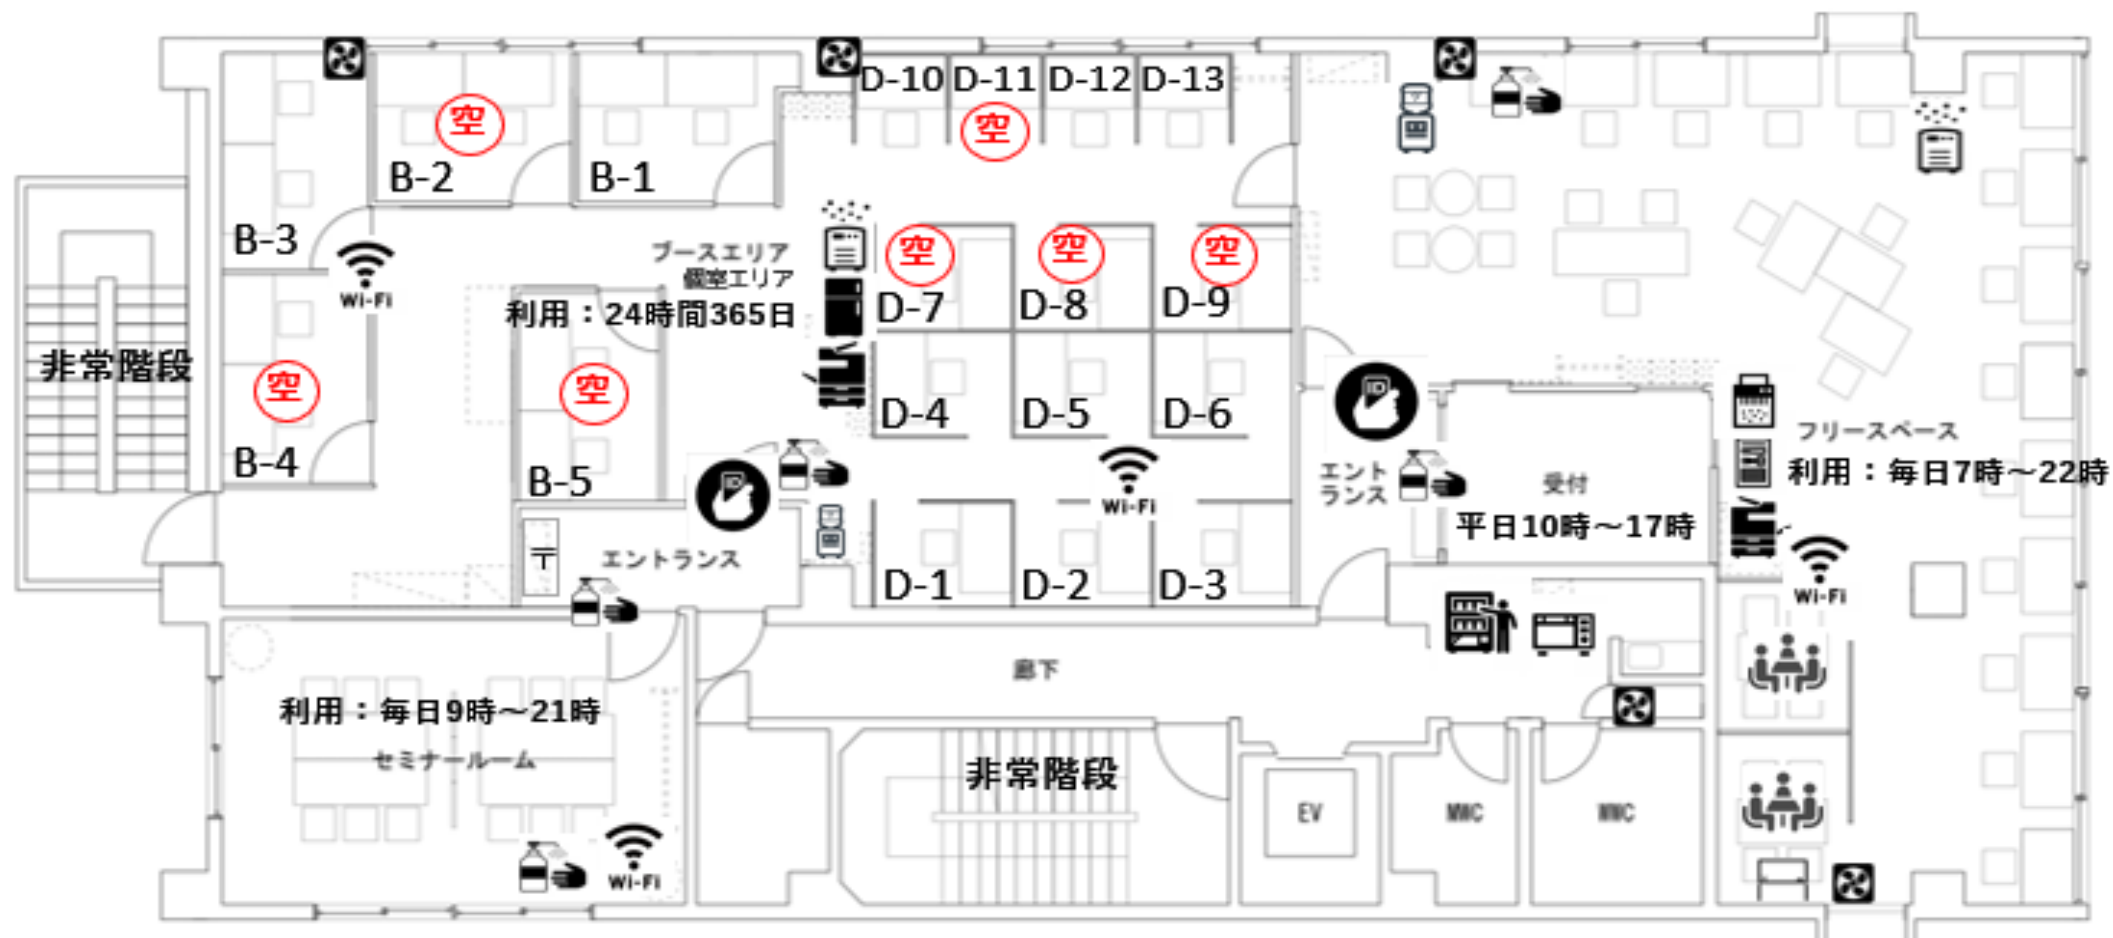 D-10
D-11
D-12
D-13
空
空
B-2
B-1
B-3
Wi-Fi
ブースエリア
個室エリア
利用：24時間365日
空
空
空
D-7
D-8
D-9
非常階段
空
空
B-4
B-5
D-4
D-5
D-6
ID
ID
Wi-Fi
エント
ランス
受付
平日10時～17時
フリースペース
利用：毎日7時～22時
Wi-Fi
〒
エントランス
D-1
D-2
D-3
廊下
利用：毎日9時～21時
セミナールーム
Wi-Fi
非常階段
EV
MWC
WWC